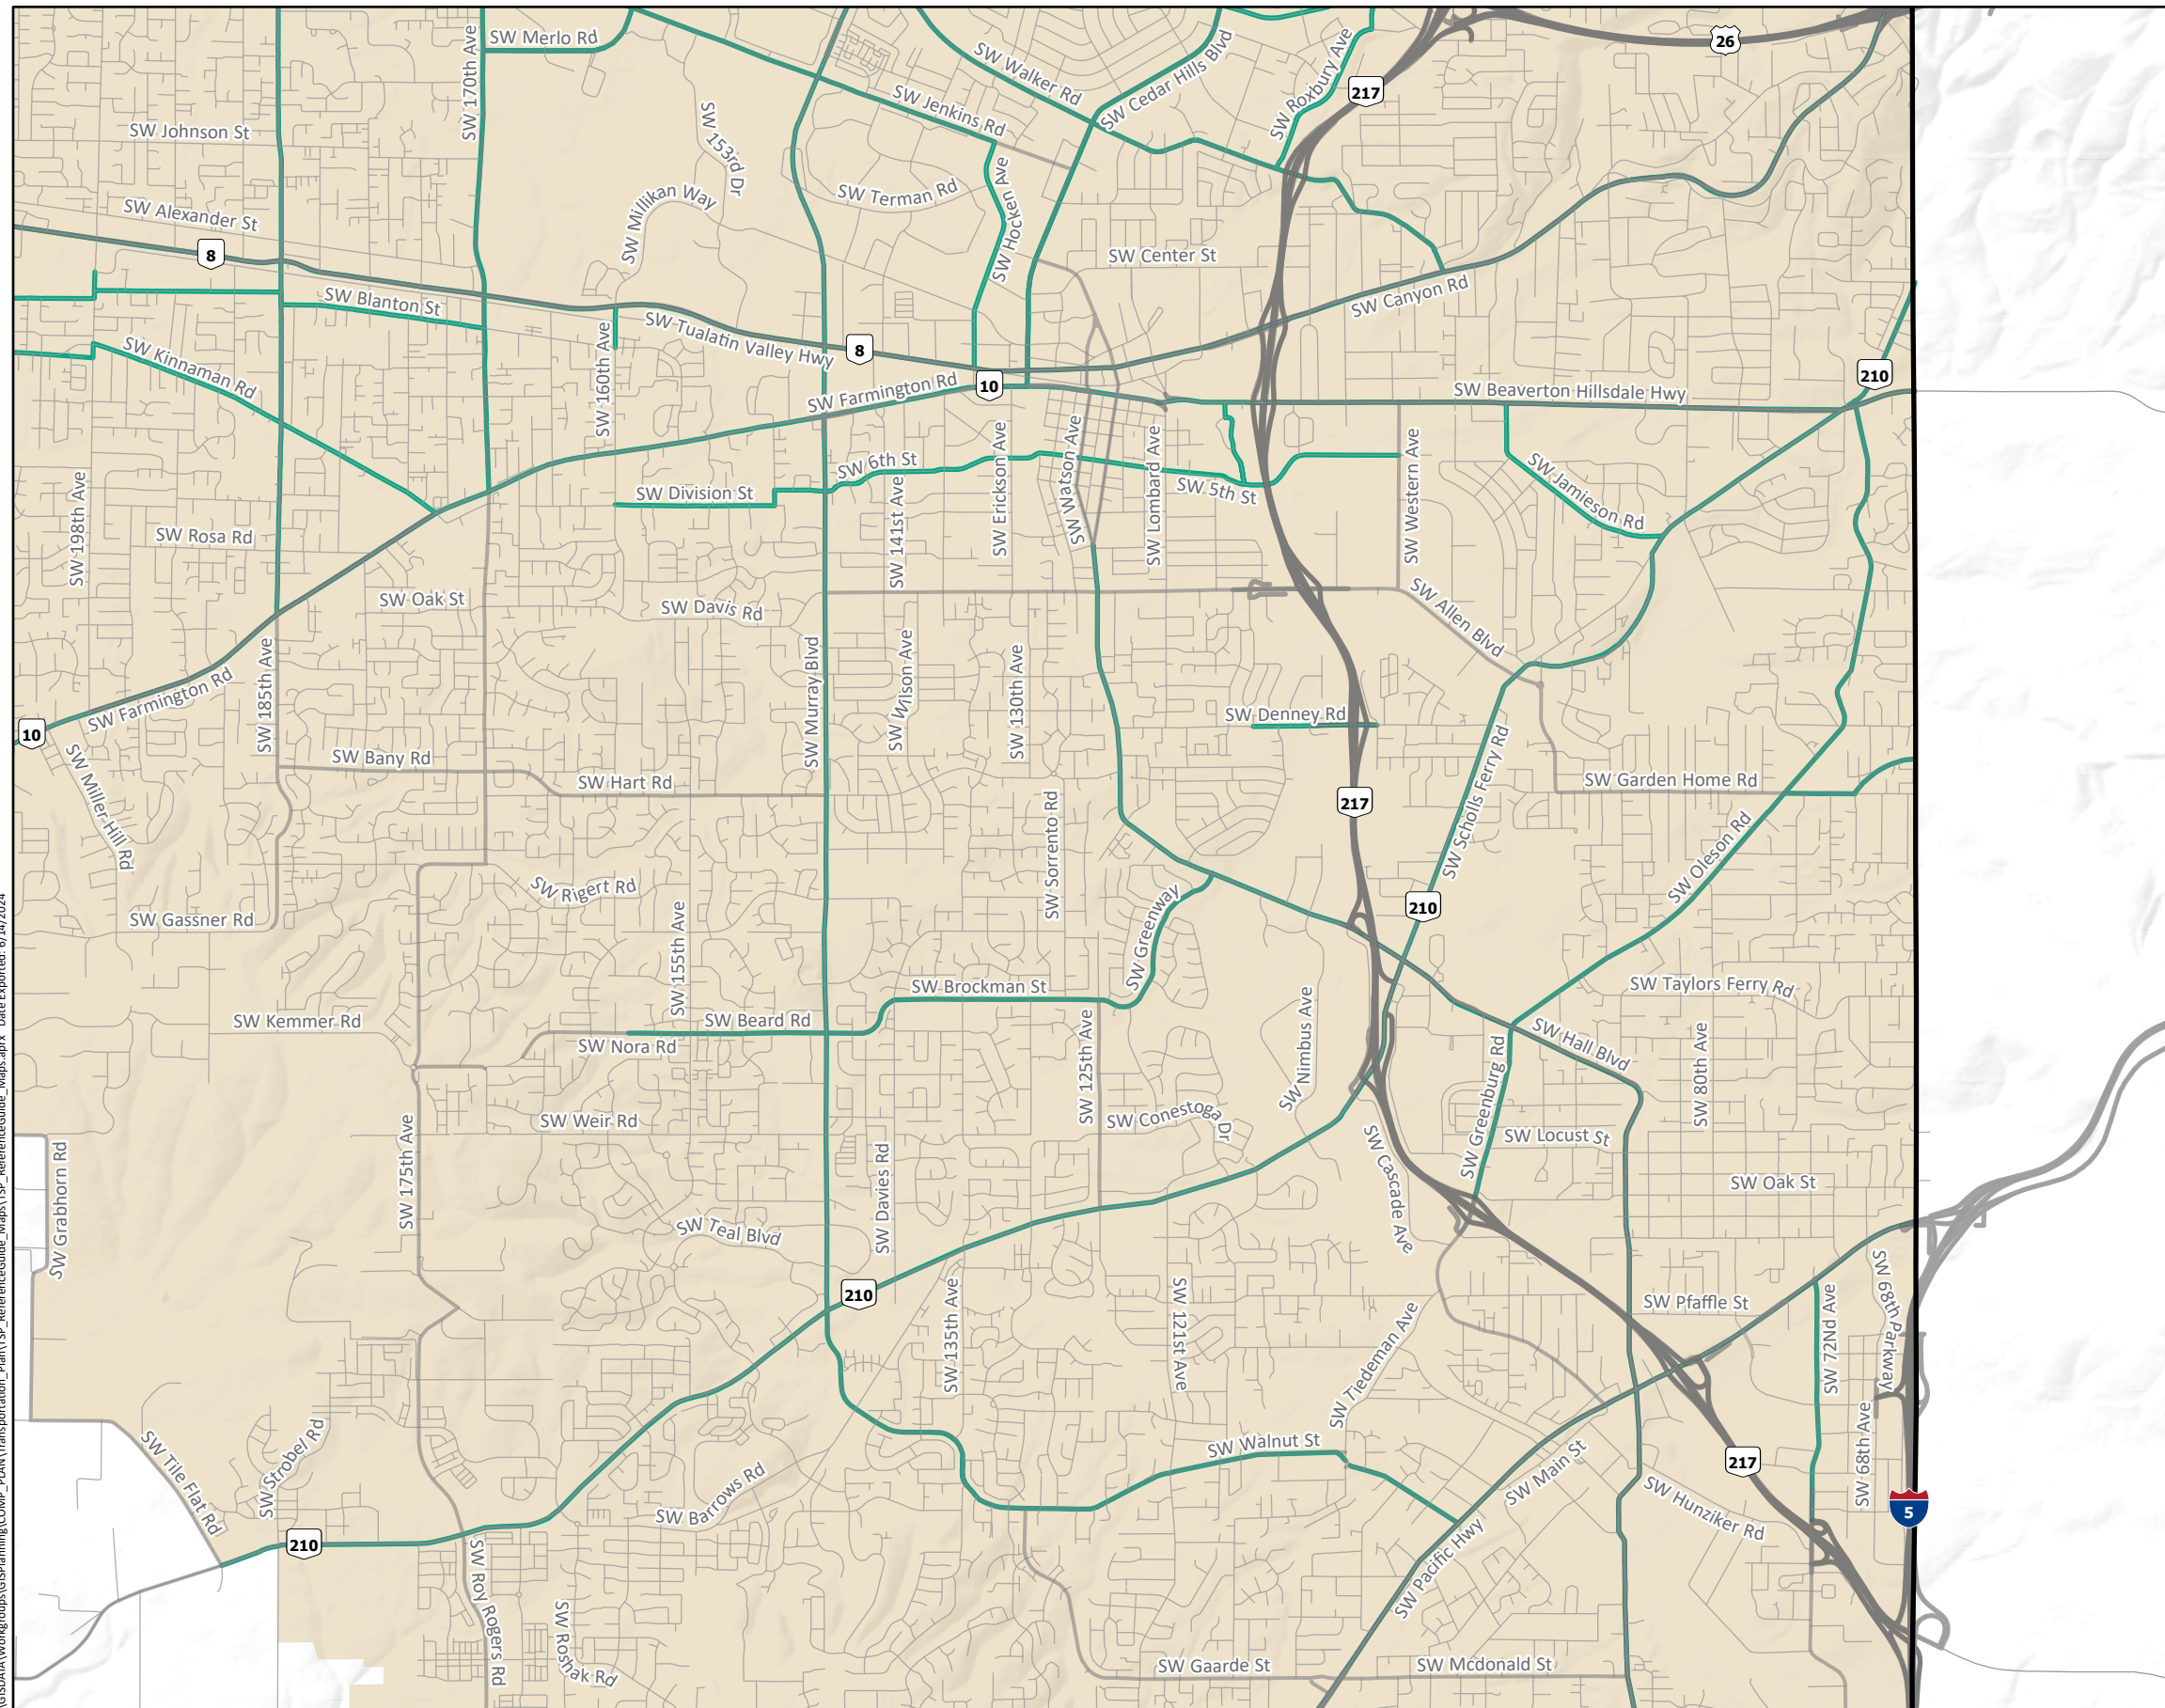 26
SW Merlo Rd
SW 170th Ave
SW Walker Rd
SW Cedar Hills Blvd
SW Roxbury Ave
217
SW Jenkins Rd
SW Johnson St
SW 153rd Dr
SW Millikan Way
SW Terman Rd
SW Hocken Ave
SW Alexander St
8
SW Center St
SW Canyon Rd
SW Blanton St
SW Tualatin Valley Hwy
8
SW Kinnaman Rd
SW 160th Ave
SW Farmington Rd
10
SW Beaverton Hillsdale Hwy
210
SW 198th Ave
SW Rosa Rd
SW Division St
SW 6th St
SW 141st Ave
SW Erickson Ave
SW Watson Ave
SW Lombard Ave
SW 5th St
SW Western Ave
SW Jamieson Rd
SW Oak St
SW Davis Rd
SW Allen Blvd
SW Farmington Rd
10
SW 185th Ave
SW Murray Blvd
SW Wilson Ave
SW 130th Ave
SW Denney Rd
SW Miller Hill Rd
SW Bany Rd
SW Hart Rd
217
SW Scholls Ferry Rd
SW Garden Home Rd
SW Oleson Rd
SW Sorrento Rd
SW Rigert Rd
SW Gassner Rd
SW 155th Ave
SW Greenway
210
SW Brockman St
SW Taylors Ferry Rd
SW Kemmer Rd
SW Beard Rd
SW Nora Rd
SW 125th Ave
SW Nimbus Ave
SW Hall Blvd
SW Greenburg Rd
SW 80th Ave
SW Weir Rd
SW Conestoga Dr
SW Locust St
SW Grabhorn Rd
SW 175th Ave
SW Davies Rd
SW Cascade Ave
SW Oak St
SW Teal Blvd
210
SW 135th Ave
SW 121st Ave
SW Tiedeman Ave
SW Pfaffle St
SW 72Nd Ave
SW 68th Parkway
SW Tile Flat Rd
SW Strobel Rd
SW Barrows Rd
SW Walnut St
SW Main St
217
SW Hunziker Rd
SW 68th Ave
5
210
SW Roy Rogers Rd
SW Roshak Rd
SW Pacific Hwy
SW Gaarde St
SW Mcdonald St
\GISDATA\Workgroups\GISPlanning\COMP_PLAN\Transportation_Plan\TSP_ReferenceGuide_Maps\TSP_ReferenceGuide_Maps.aprx Date Exported: 6/14/2024